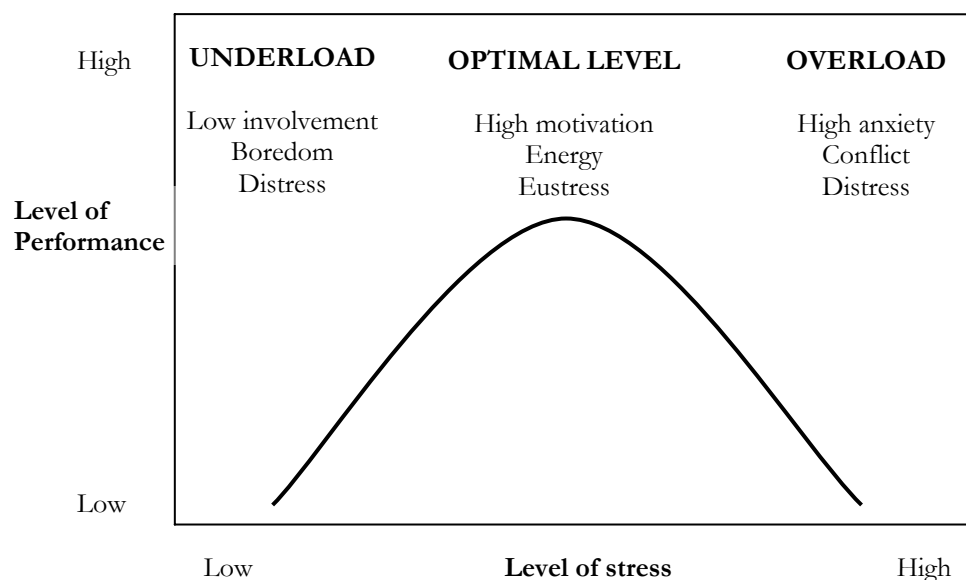 High
UNDERLOAD
OPTIMAL LEVEL
OVERLOAD
Low involvement
Boredom
Distress
High motivation
Energy
Eustress
High anxiety
Conflict
Distress
Level of
Performance
Low
Low
Level of stress
High